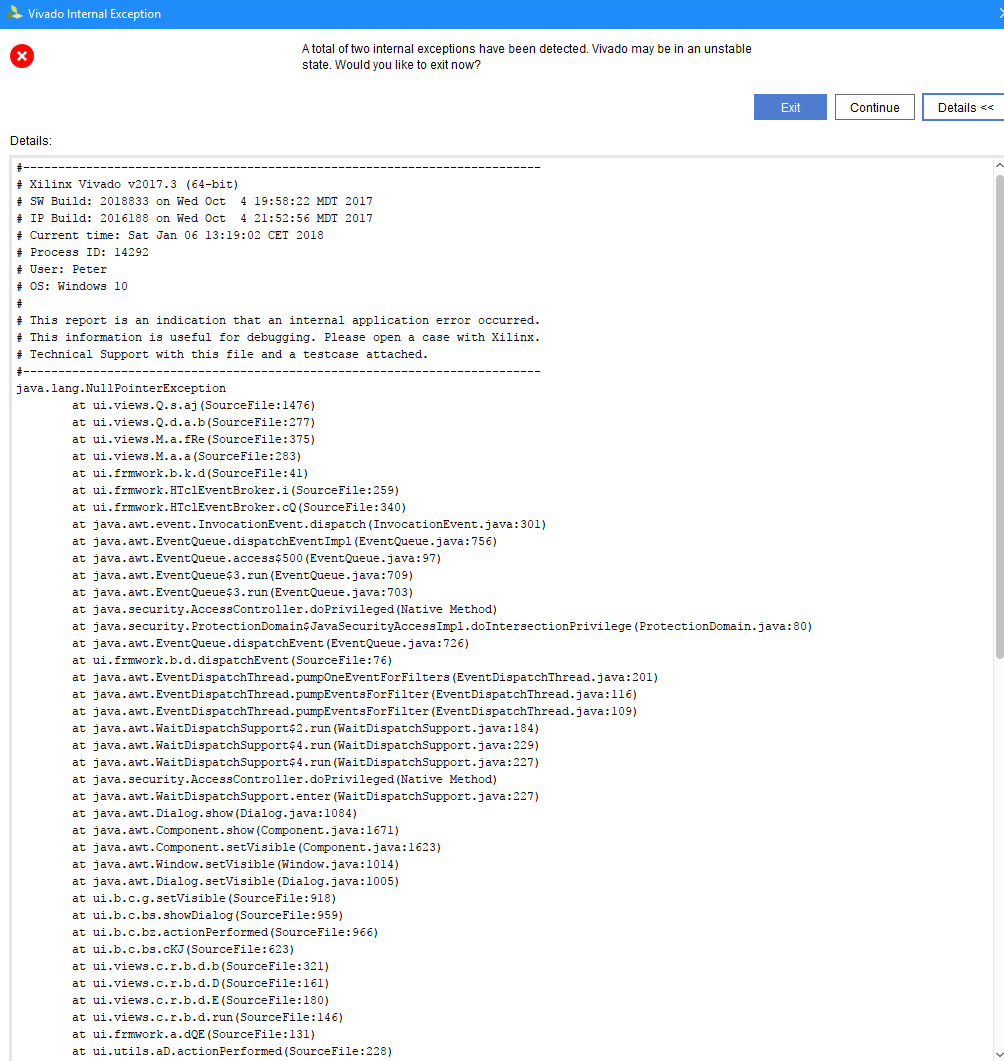 Vivado Internal Exception
A total of two internal exceptions have been detected. Vivado may be in an unstable
state. Would you like to exit now?
Exit Continue Details <<
Details:
#--------------------------------------------------------------------------
# Xilinx Vivado v2017.3 (64-bit)
# SW Build: 2018833 on Wed Oct  4 19:58:22 MDT 2017
# IP Build: 2016188 on Wed Oct  4 21:52:56 MDT 2017
# Current time: Sat Jan 06 13:19:02 CET 2018
# Process ID: 14292
# User: Peter
# OS: Windows 10
#
# This report is an indication that an internal application error occurred.
# This information is useful for debugging. Please open a case with Xilinx.
# Technical Support with this file and a testcase attached.
#--------------------------------------------------------------------------
java.lang.NullPointerException
at ui.views.Q.s.aj(SourceFile:1476)
at ui.views.Q.d.a.b(SourceFile:277)
at ui.views.M.a.fRe(SourceFile:375)
at ui.views.M.a.a(SourceFile:283)
at ui.frmwork.b.k.d(SourceFile:41)
at ui.frmwork.HTclEventBroker.i(SourceFile:259)
at ui.frmwork.HTclEventBroker.cQ(SourceFile:340)
at java.awt.event.InvocationEvent.dispatch(InvocationEvent.java:301)
at java.awt.EventQueue.dispatchEventImpl(EventQueue.java:756)
at java.awt.EventQueue.access$500(EventQueue.java:97)
at java.awt.EventQueue$3.run(EventQueue.java:709)
at java.awt.EventQueue$3.run(EventQueue.java:703)
at java.security.AccessController.doPrivileged(Native Method)
at java.security.ProtectionDomain$JavaSecurityAccessImpl.doIntersectionPrivilege(ProtectionDomain.java:80)
at java.awt.EventQueue.dispatchEvent(EventQueue.java:726)
at ui.frmwork.b.d.dispatchEvent(SourceFile:76)
at java.awt.EventDispatchThread.pumpOneEventForFilters(EventDispatchThread.java:201)
at java.awt.EventDispatchThread.pumpEventsForFilter(EventDispatchThread.java:116)
at java.awt.EventDispatchThread.pumpEventsForFilter(EventDispatchThread.java:109)
at java.awt.WaitDispatchSupport$2.run(WaitDispatchSupport.java:184)
at java.awt.WaitDispatchSupport$4.run(WaitDispatchSupport.java:229)
at java.awt.WaitDispatchSupport$4.run(WaitDispatchSupport.java:227)
at java.security.AccessController.doPrivileged(Native Method)
at java.awt.WaitDispatchSupport.enter(WaitDispatchSupport.java:227)
at java.awt.Dialog.show(Dialog.java:1084)
at java.awt.Component.show(Component.java:1671)
at java.awt.Component.setVisible(Component.java:1623)
at java.awt.Window.setVisible(Window.java:1014)
at java.awt.Dialog.setVisible(Dialog.java:1005)
at ui.b.c.g.setVisible(SourceFile:918)
at ui.b.c.bs.showDialog(SourceFile:959)
at ui.b.c.bz.actionPerformed(SourceFile:966)
at ui.b.c.bs.cKJ(SourceFile:623)
at ui.views.c.r.b.d.b(SourceFile:321)
at ui.views.c.r.b.d.D(SourceFile:161)
at ui.views.c.r.b.d.E(SourceFile:180)
at ui.views.c.r.b.d.run(SourceFile:146)
at ui.frmwork.a.dQE(SourceFile:131)
at ui.utils.aD.actionPerformed(SourceFile:228)